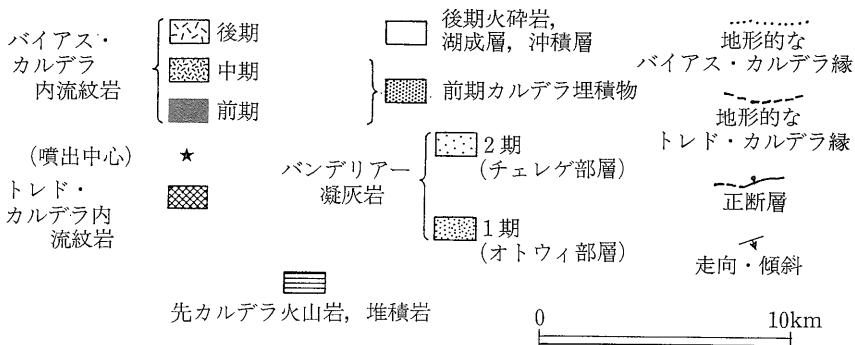 バイアス・
カルデラ
内流紋岩
後期
中期
前期
(噴出中心)
トレド・
カルデラ内
流紋岩
後期火砕岩,
湖成層, 沖積層
前期カルデラ埋積物
バンデリアー
凝灰岩
2期
(チェレゲ部層)
1期
(オトウィ部層)
地形的な
バイアス・カルデラ縁
地形的な
トレド・カルデラ縁
正断層
走向・傾斜
先カルデラ火山岩, 堆積岩
0 10km